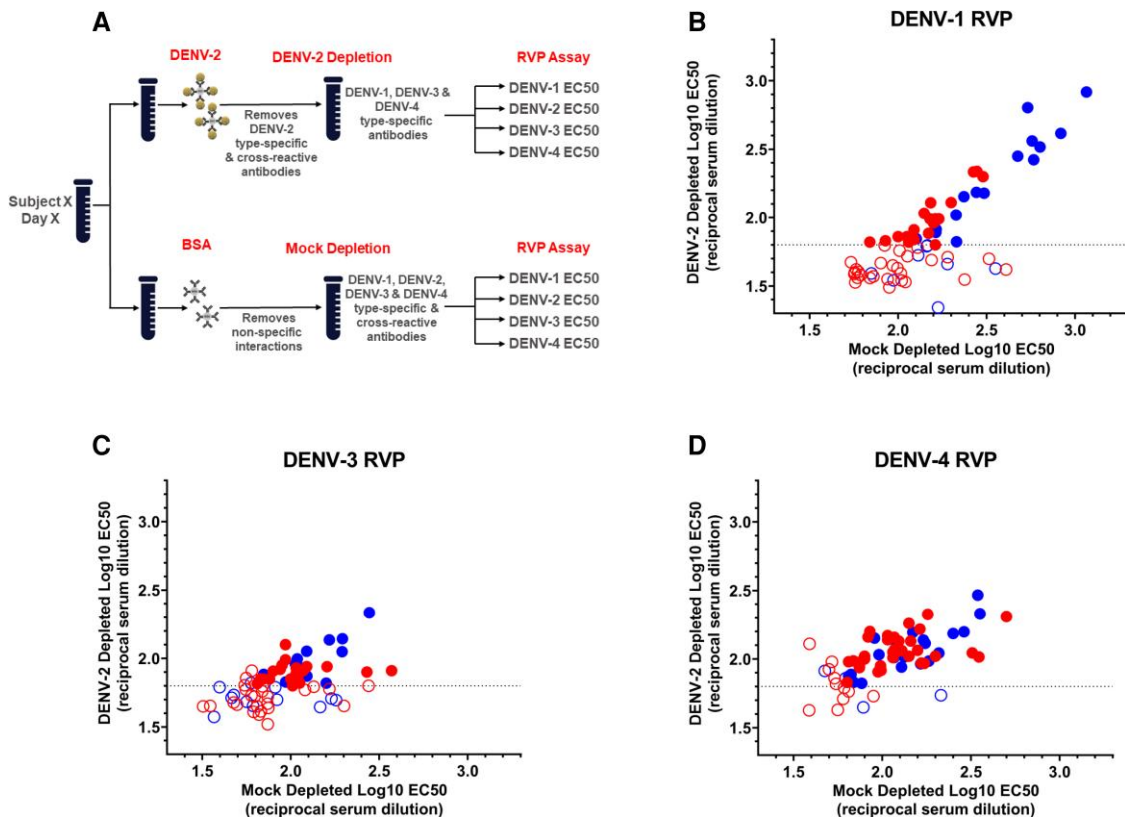 A
DENV-2
DENV-2 Depletion
RVP Assay
Removes
DENV-2
type-specific
& cross-reactive
antibodies
DENV-1, DENV-3 &
DENV-4
type-specific
antibodies
DENV-1 EC50
DENV-2 EC50
DENV-3 EC50
DENV-4 EC50
Subject X
Day X
BSA
Mock Depletion
RVP Assay
Removes
non-specific
interactions
DENV-1, DENV-2,
DENV-3 & DENV-4
type-specific &
cross-reactive
antibodies
DENV-1 EC50
DENV-2 EC50
DENV-3 EC50
DENV-4 EC50
B
DENV-1 RVP
DENV-2 Depleted Log10 EC50
(reciprocal serum dilution)
3.0
2.5
2.0
1.5
1.5 2.0 2.5 3.0
Mock Depleted Log10 EC50
(reciprocal serum dilution)
C
DENV-3 RVP
DENV-2 Depleted Log10 EC50
(reciprocal serum dilution)
3.0
2.5
2.0
1.5
1.5 2.0 2.5 3.0
Mock Depleted Log10 EC50
(reciprocal serum dilution)
D
DENV-4 RVP
DENV-2 Depleted Log10 EC50
(reciprocal serum dilution)
3.0
2.5
2.0
1.5
1.5 2.0 2.5 3.0
Mock Depleted Log10 EC50
(reciprocal serum dilution)